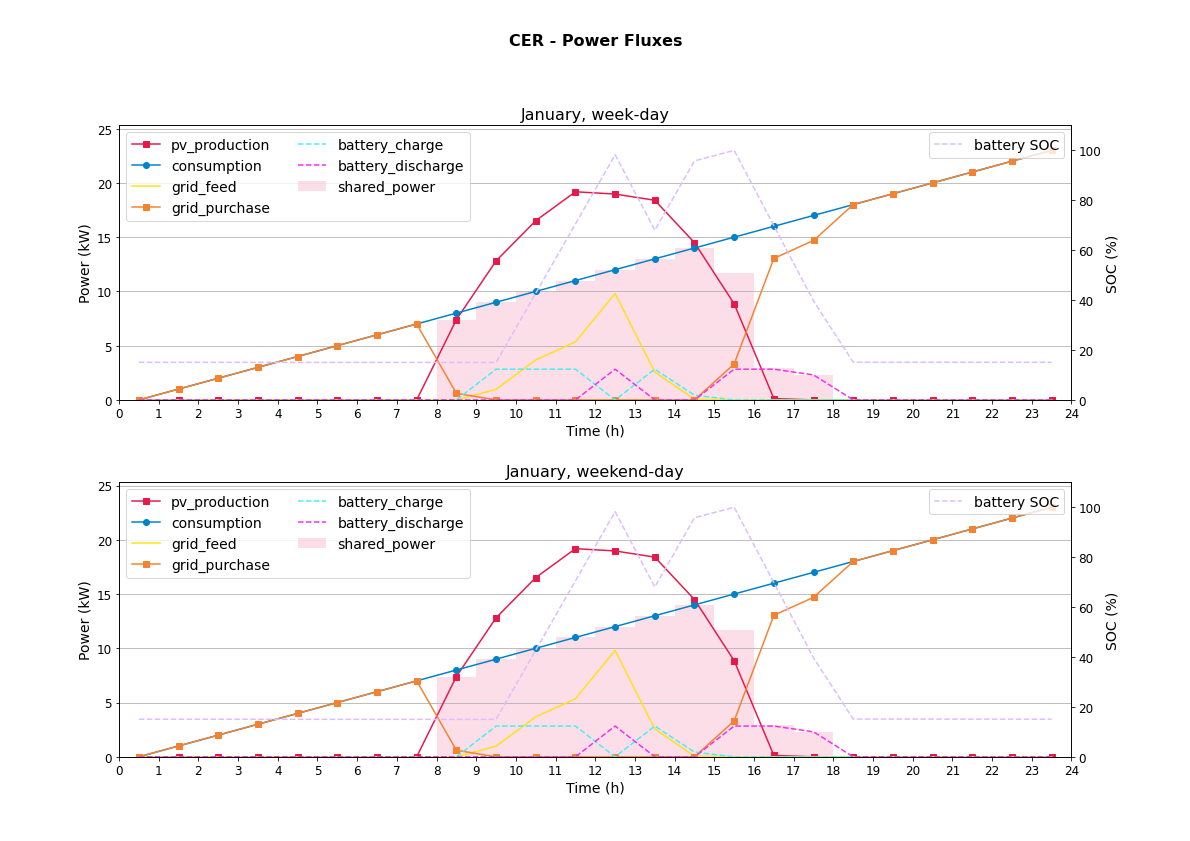 CER - Power Fluxes
January, week-day
pv_production
consumption
grid_feed
grid_purchase
battery_charge
battery_discharge
shared_power
battery SOC
25
20
15
10
5
0
Power (kW)
100
80
60
40
20
0
SOC (%)
0 1 2 3 4 5 6 7 8 9 10 11 12 13 14 15 16 17 18 19 20 21 22 23 24
Time (h)
January, weekend-day
pv_production
consumption
grid_feed
grid_purchase
battery_charge
battery_discharge
shared_power
battery SOC
25
20
15
10
5
0
Power (kW)
100
80
60
40
20
0
SOC (%)
0 1 2 3 4 5 6 7 8 9 10 11 12 13 14 15 16 17 18 19 20 21 22 23 24
Time (h)